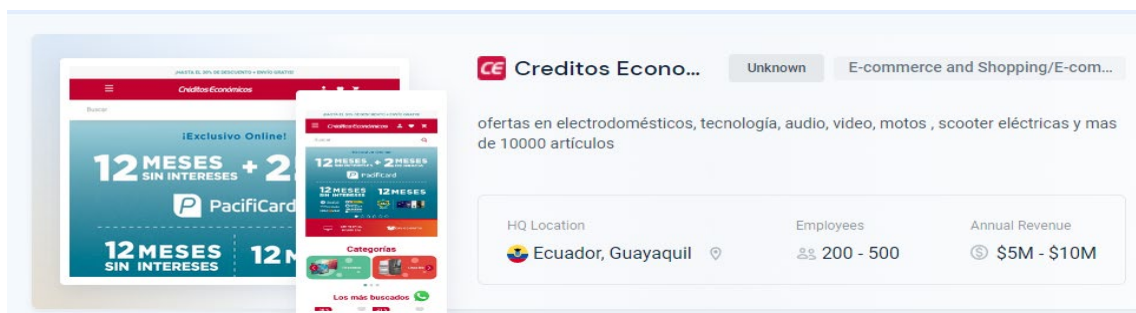 ¡HASTA EL 50% DE DESCUENTO + ENVÍO GRATIS!
Créditos Económicos
Buscar
¡Exclusivo Online!
12 MESES + 2
SIN INTERESES
PacifiCard
12 MESES
SIN INTERESES
12 M
Créditos Económicos
12 MESES + 2 MESES
SIN INTERESES
PacifiCard
12 MESES 12 MESES
SIN INTERESES
Categorías
Los más buscados
CE Creditos Econo...
Unknown
E-commerce and Shopping/E-com...
ofertas en electrodomésticos, tecnología, audio, video, motos , scooter eléctricas y mas
de 10000 artículos
HQ Location
Employees
Annual Revenue
Ecuador, Guayaquil
200 - 500
$5M - $10M